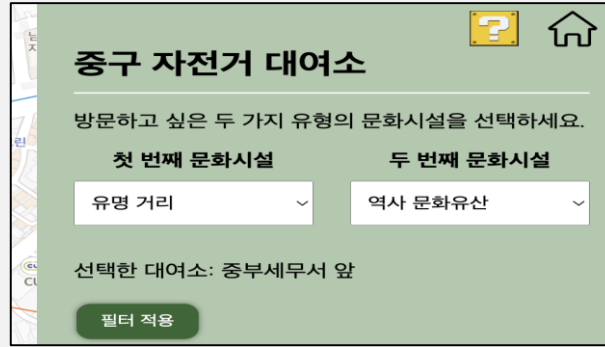 ?
중구 자전거 대여소
방문하고 싶은 두 가지 유형의 문화시설을 선택하세요.
첫 번째 문화시설 두 번째 문화시설
유명 거리 역사 문화유산
선택한 대여소: 중부세무서 앞
필터 적용